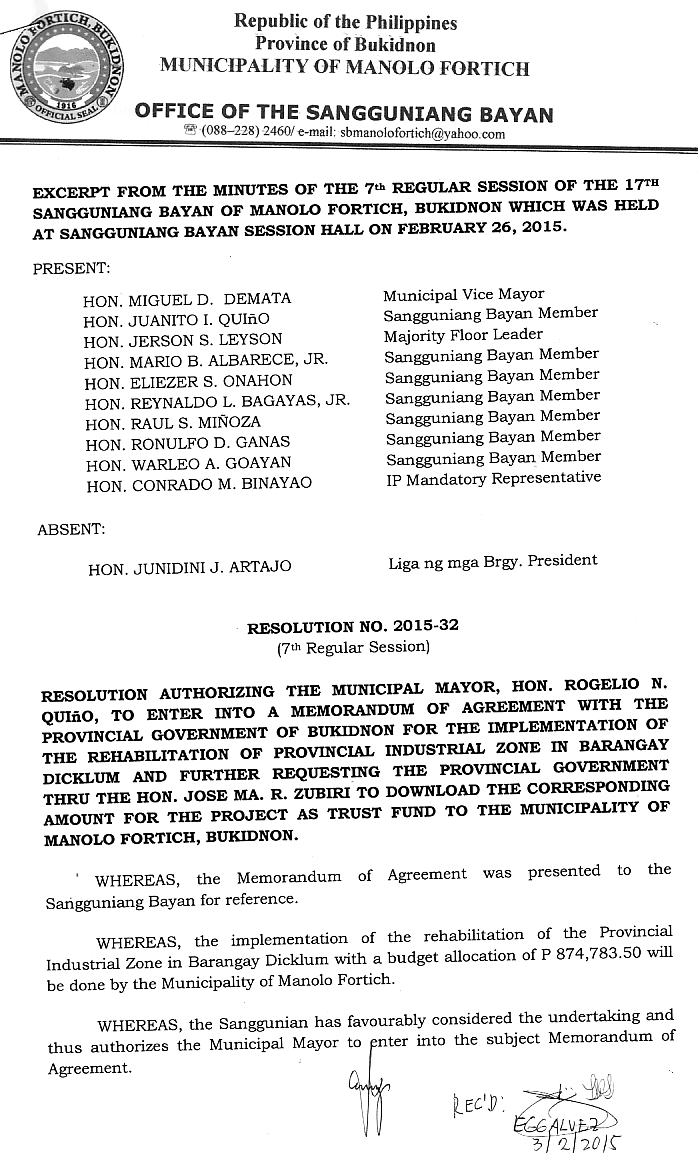 MANOLO FORTICH, BUKIDNON
1916
OFFICIAL SEAL
Republic of the Philippines
Province of Bukidnon
MUNICIPALITY OF MANOLO FORTICH
OFFICE OF THE SANGGUNIANG BAYAN
☏ (088-228) 2460/ e-mail: sbmanolofortich@yahoo.com
EXCERPT FROM THE MINUTES OF THE 7th REGULAR SESSION OF THE 17TH
SANGGUNIANG BAYAN OF MANOLO FORTICH, BUKIDNON WHICH WAS HELD
AT SANGGUNIANG BAYAN SESSION HALL ON FEBRUARY 26, 2015.
PRESENT:
HON. MIGUEL D. DEMATA Municipal Vice Mayor
HON. JUANITO I. QUIñO Sangguniang Bayan Member
HON. JERSON S. LEYSON Majority Floor Leader
HON. MARIO B. ALBARECE, JR. Sangguniang Bayan Member
HON. ELIEZER S. ONAHON Sangguniang Bayan Member
HON. REYNALDO L. BAGAYAS, JR. Sangguniang Bayan Member
HON. RAUL S. MIÑOZA Sangguniang Bayan Member
HON. RONULFO D. GANAS Sangguniang Bayan Member
HON. WARLEO A. GOAYAN Sangguniang Bayan Member
HON. CONRADO M. BINAYAO IP Mandatory Representative
ABSENT:
HON. JUNIDINI J. ARTAJO Liga ng mga Brgy. President
RESOLUTION NO. 2015-32
(7th Regular Session)
RESOLUTION AUTHORIZING THE MUNICIPAL MAYOR, HON. ROGELIO N.
QUIñO, TO ENTER INTO A MEMORANDUM OF AGREEMENT WITH THE
PROVINCIAL GOVERNMENT OF BUKIDNON FOR THE IMPLEMENTATION OF
THE REHABILITATION OF PROVINCIAL INDUSTRIAL ZONE IN BARANGAY
DICKLUM AND FURTHER REQUESTING THE PROVINCIAL GOVERNMENT
THRU THE HON. JOSE MA. R. ZUBIRI TO DOWNLOAD THE CORRESPONDING
AMOUNT FOR THE PROJECT AS TRUST FUND TO THE MUNICIPALITY OF
MANOLO FORTICH, BUKIDNON.
WHEREAS, the Memorandum of Agreement was presented to the
Sangguniang Bayan for reference.
WHEREAS, the implementation of the rehabilitation of the Provincial
Industrial Zone in Barangay Dicklum with a budget allocation of P 874,783.50 will
be done by the Municipality of Manolo Fortich.
WHEREAS, the Sanggunian has favourably considered the undertaking and
thus authorizes the Municipal Mayor to enter into the subject Memorandum of
Agreement.
REC'D:
EGGALVEZ
3/2/2015